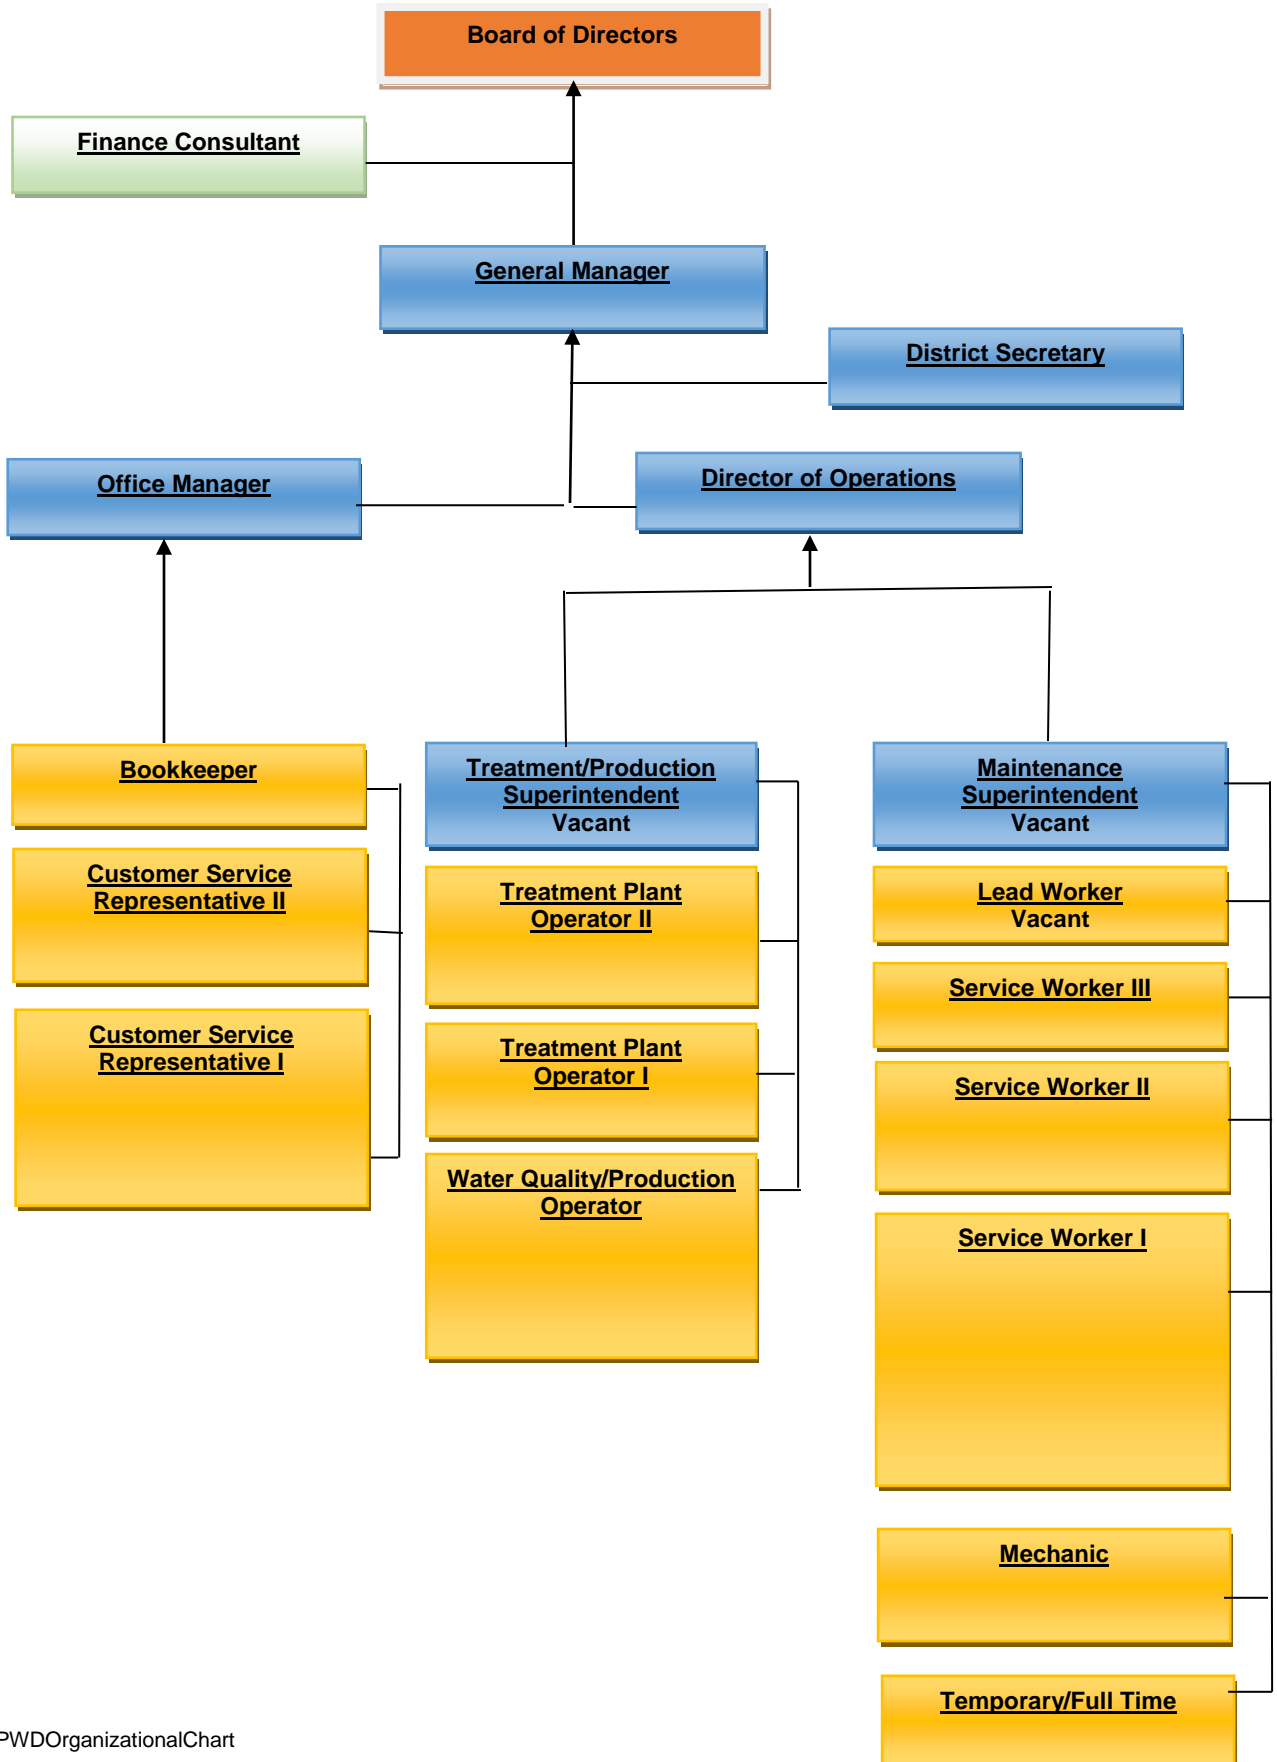 Board of Directors
Finance Consultant
General Manager
District Secretary
Office Manager
Director of Operations
Bookkeeper
Customer Service
Representative II
Customer Service
Representative I
Treatment/Production
Superintendent
Vacant
Treatment Plant
Operator II
Treatment Plant
Operator I
Water Quality/Production
Operator
Maintenance
Superintendent
Vacant
Lead Worker
Vacant
Service Worker III
Service Worker II
Service Worker I
Mechanic
Temporary/Full Time
PWDOrganizationalChart